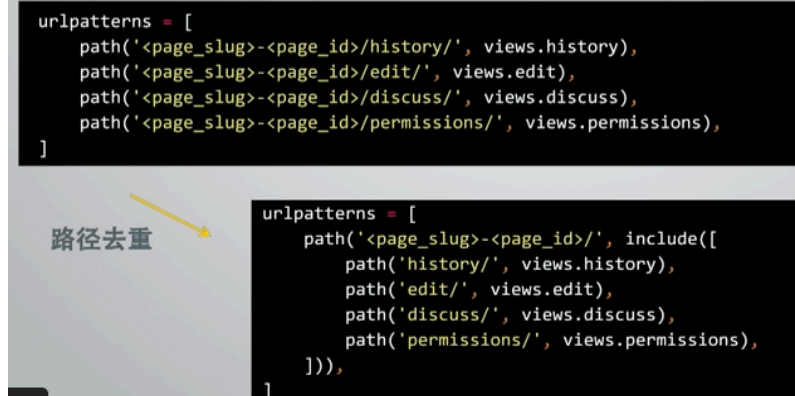 urlpatterns = [
    path('<page_slug>-<page_id>/history/', views.history),
    path('<page_slug>-<page_id>/edit/', views.edit),
    path('<page_slug>-<page_id>/discuss/', views.discuss),
    path('<page_slug>-<page_id>/permissions/', views.permissions),
]
路径去重
urlpatterns = [
    path('<page_slug>-<page_id>/', include([
        path('history/', views.history),
        path('edit/', views.edit),
        path('discuss/', views.discuss),
        path('permissions/', views.permissions),
    ])),
]